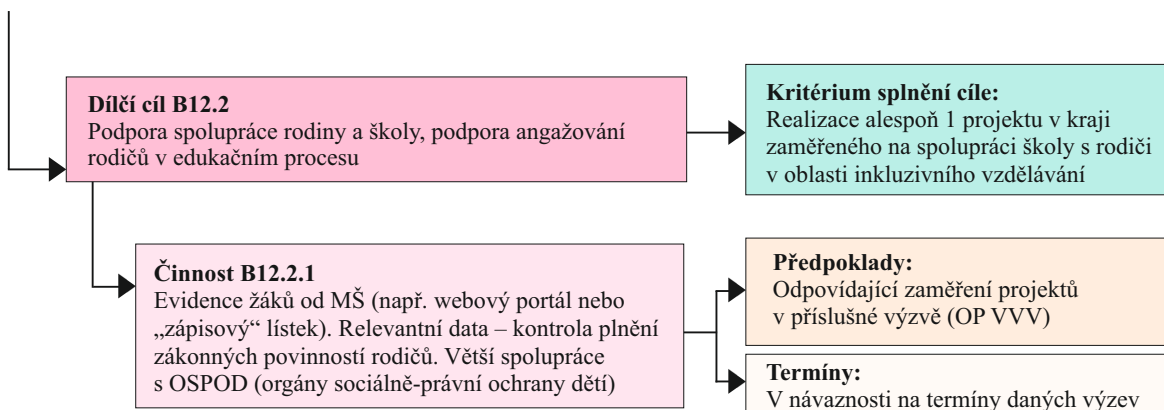 Dílčí cíl B12.2
Podpora spolupráce rodiny a školy, podpora angažování
rodičů v edukačním procesu
Kritérium splnění cíle:
Realizace alespoň 1 projektu v kraji
zaměřeného na spolupráci školy s rodiči
v oblasti inkluzivního vzdělávání
Činnost B12.2.1
Evidence žáků od MŠ (např. webový portál nebo
„zápisový“ lístek). Relevantní data – kontrola plnění
zákonných povinností rodičů. Větší spolupráce
s OSPOD (orgány sociálně-právní ochrany dětí)
Předpoklady:
Odpovídající zaměření projektů
v příslušné výzvě (OP VVV)
Termíny:
V návaznosti na termíny daných výzev